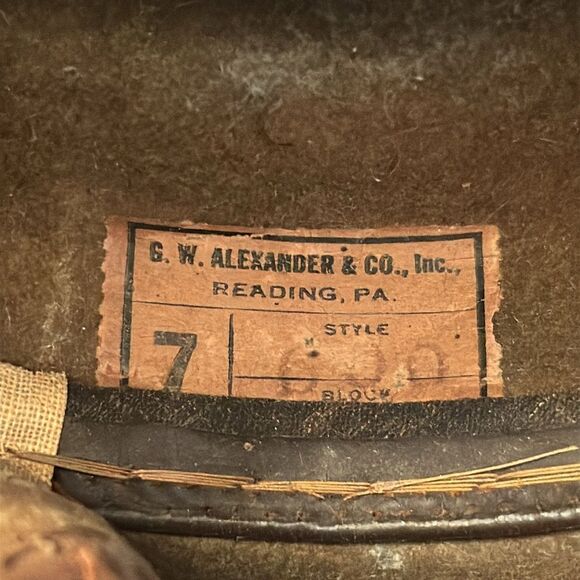 G. W. ALEXANDER & CO., Inc.,
READING, PA.
7
STYLE
BLOCK